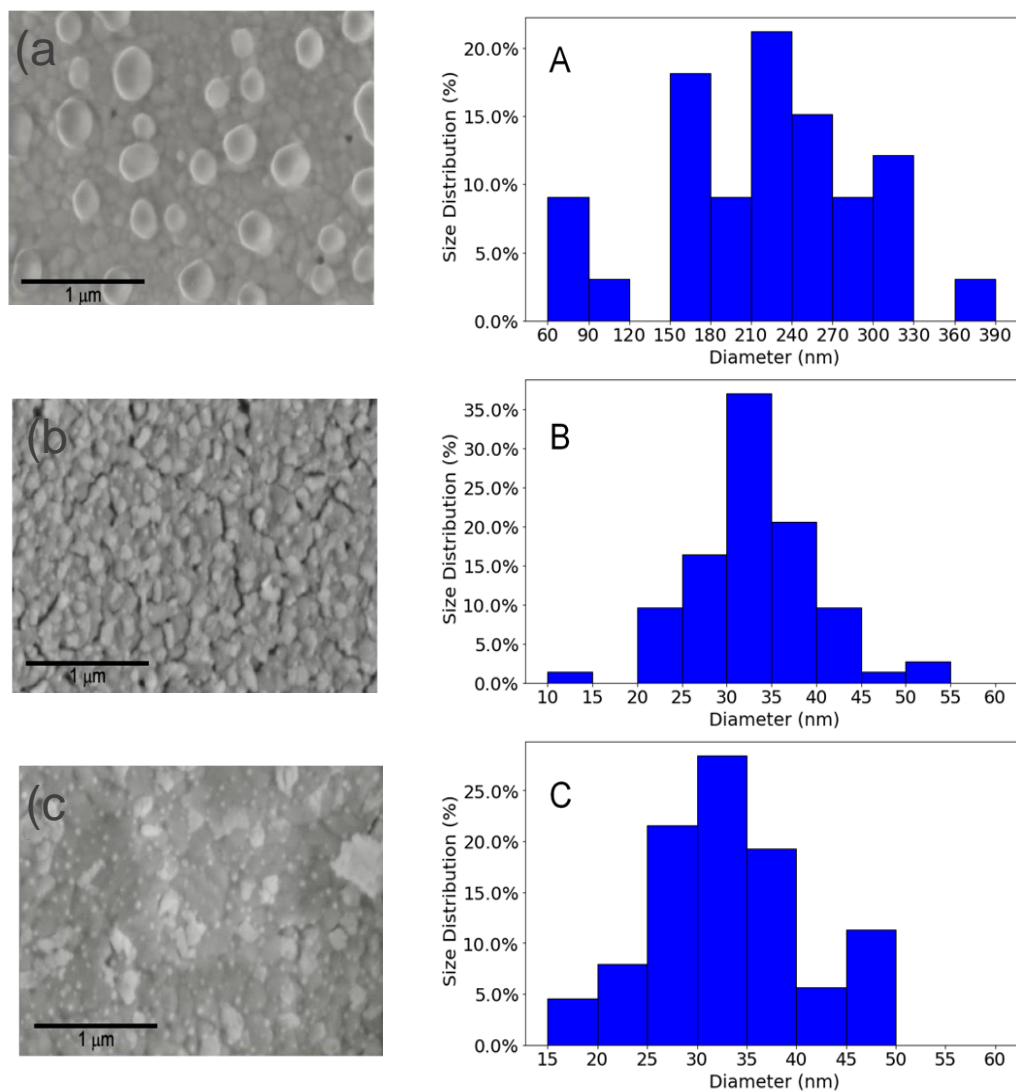 (a
1 μm
A
Size Distribution (%)
20.0%
15.0%
10.0%
5.0%
0.0%
60 90 120 150 180 210 240 270 300 330 360 390
Diameter (nm)
(b
1 μm
B
Size Distribution (%)
35.0%
30.0%
25.0%
20.0%
15.0%
10.0%
5.0%
0.0%
10 15 20 25 30 35 40 45 50 55 60
Diameter (nm)
(c
1 μm
C
Size Distribution (%)
25.0%
20.0%
15.0%
10.0%
5.0%
0.0%
15 20 25 30 35 40 45 50 55 60
Diameter (nm)